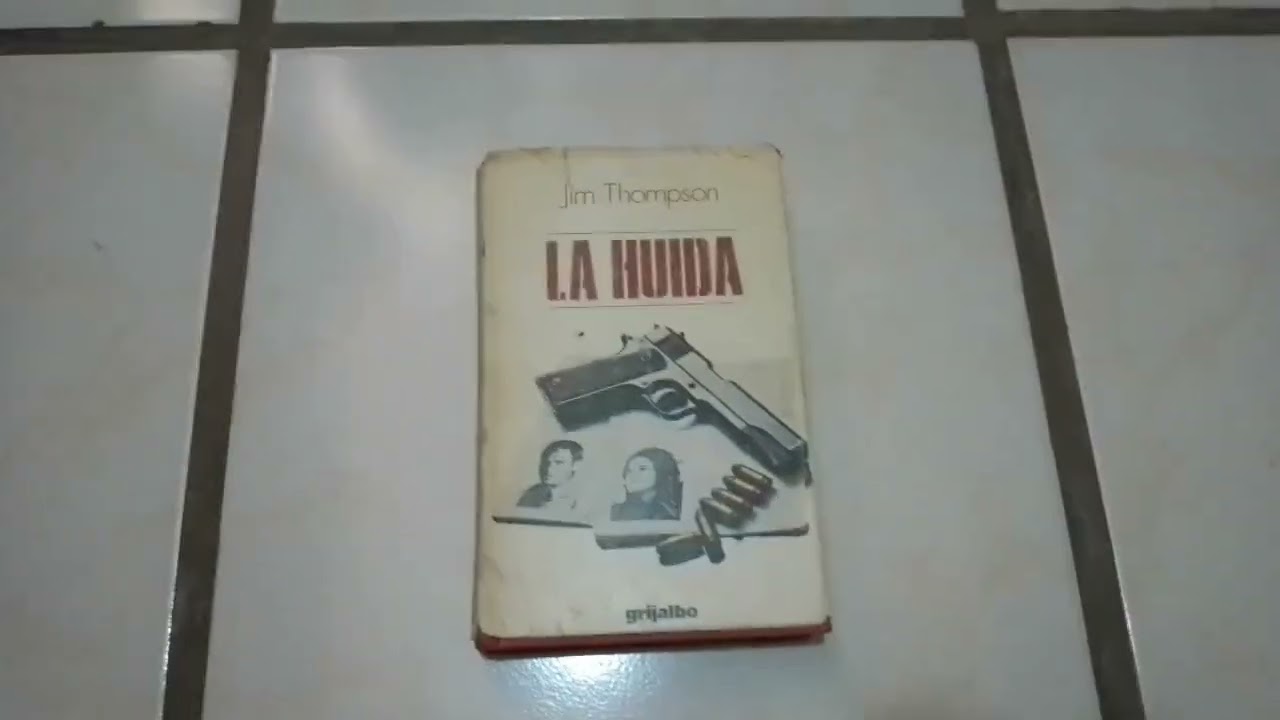 Jim Thompson
LA HUIDA
grijalbo